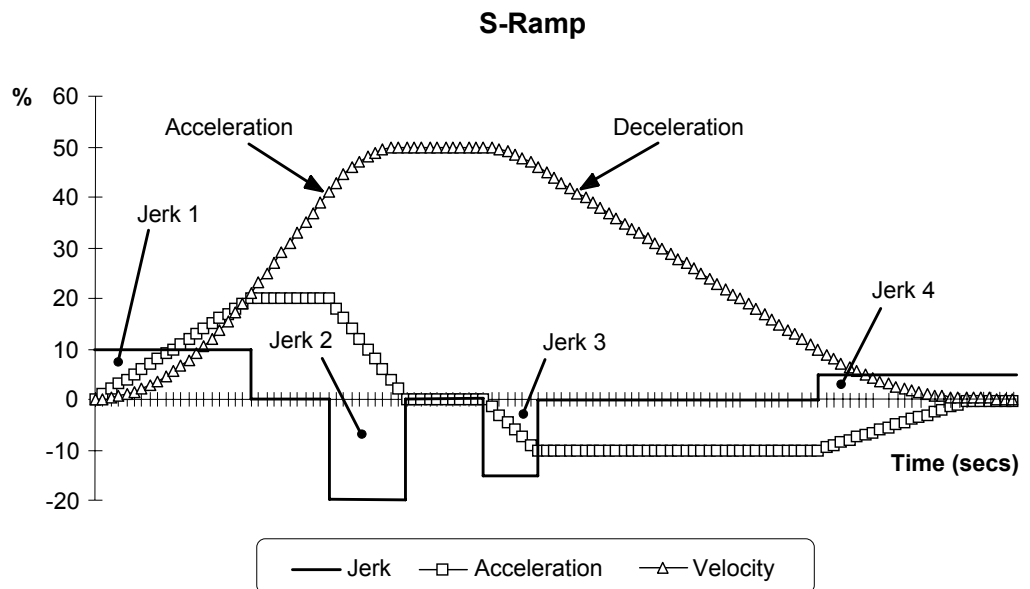 S-Ramp
%
60
50
40
30
20
10
0
-10
-20
Acceleration
Deceleration
Jerk 1
Jerk 2
Jerk 3
Jerk 4
Time (secs)
Jerk Acceleration Velocity